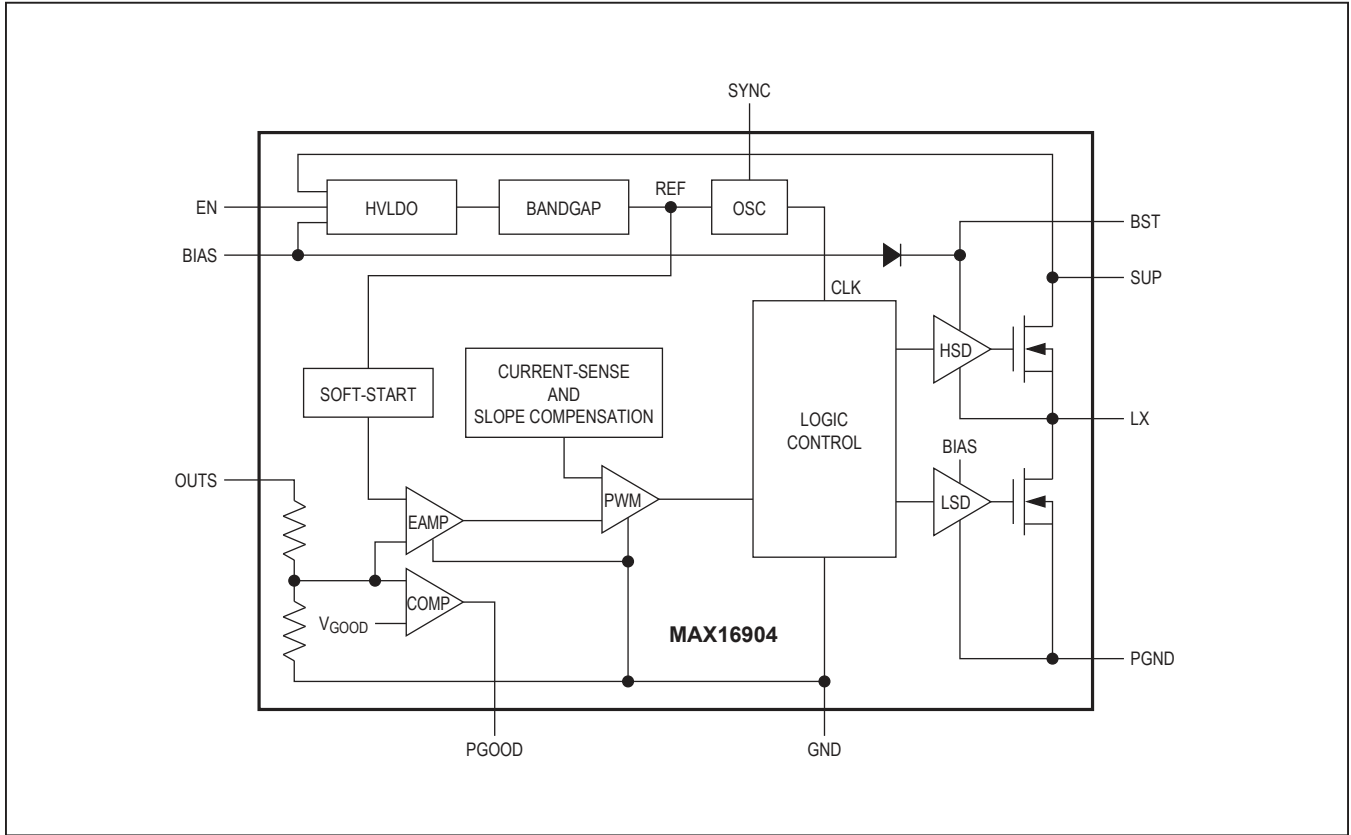 SYNC
EN
HVLDO
BANDGAP
REF
OSC
BST
BIAS
SUP
CLK
HSD
SOFT-START
CURRENT-SENSE
AND
SLOPE COMPENSATION
LOGIC
CONTROL
LX
BIAS
OUTS
EAMP
PWM
LSD
COMP
VGOOD
MAX16904
PGND
PGOOD
GND